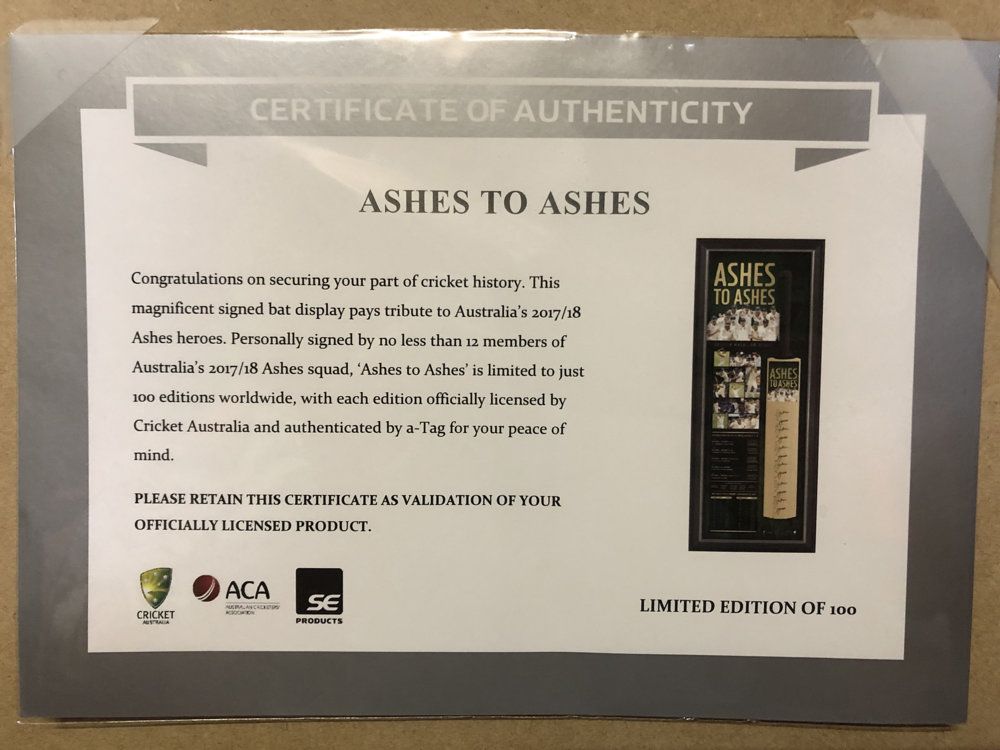 CERTIFICATE OF AUTHENTICITY
ASHES TO ASHES
Congratulations on securing your part of cricket history. This
magnificent signed bat display pays tribute to Australia's 2017/18
Ashes heroes. Personally signed by no less than 12 members of
Australia's 2017/18 Ashes squad, 'Ashes to Ashes' is limited to just
100 editions worldwide, with each edition officially licensed by
Cricket Australia and authenticated by a-Tag for your peace of
mind.
PLEASE RETAIN THIS CERTIFICATE AS VALIDATION OF YOUR
OFFICIALLY LICENSED PRODUCT.
ASHES
TO ASHES
ASHES
TO ASHES
CRICKET
AUSTRALIA
ACA
AUSTRALIAN CRICKETERS'
ASSOCIATION
SE
PRODUCTS
LIMITED EDITION OF 100